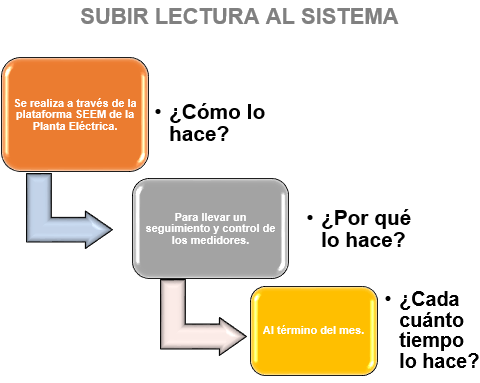 SUBIR LECTURA AL SISTEMA
Se realiza a través de la
plataforma SEEM de la
Planta Eléctrica.
• ¿Cómo lo
hace?
Para llevar un
seguimiento y control de
los medidores.
• ¿Por qué
lo hace?
Al término del mes.
• ¿Cada
cuánto
tiempo
lo hace?